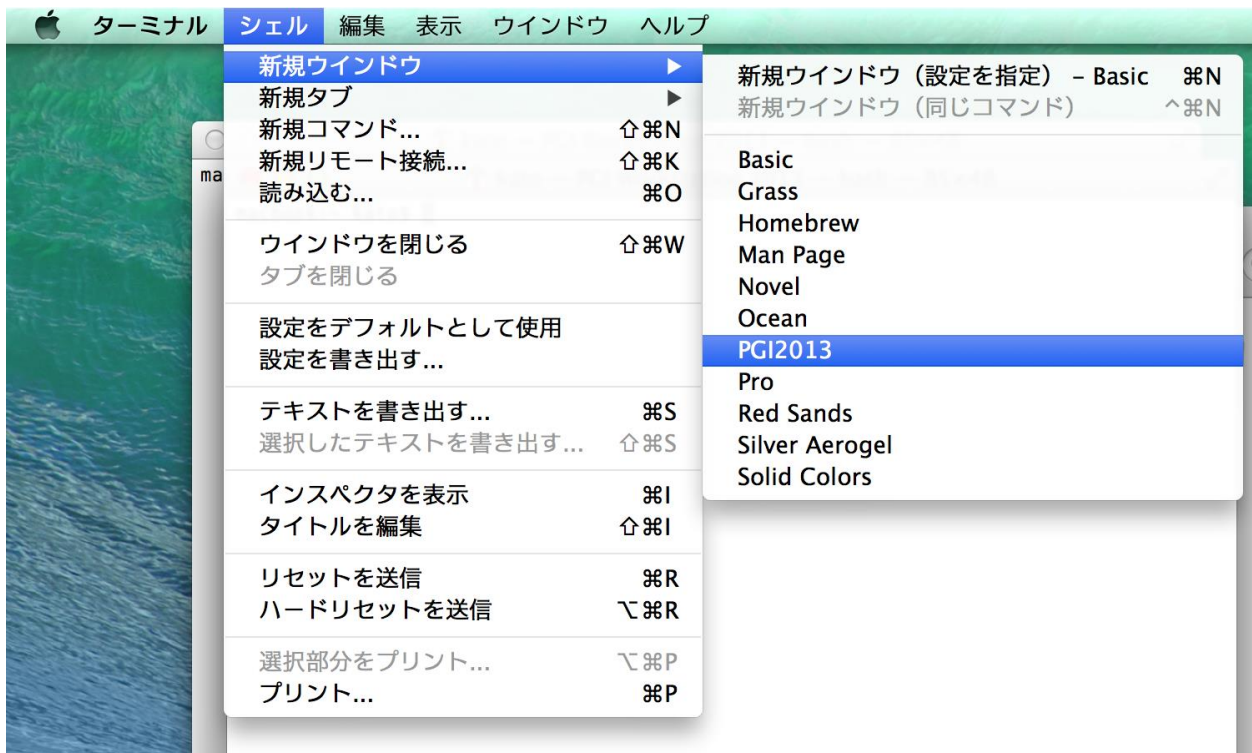 ターミナル シェル 編集 表示 ウインドウ ヘルプ
新規ウインドウ ▶
新規タブ ▶
新規コマンド... ⇧⌘N
新規リモート接続... ⇧⌘K
読み込む... ⌘O
ウインドウを閉じる ⇧⌘W
タブを閉じる
設定をデフォルトとして使用
設定を書き出す...
テキストを書き出す... ⌘S
選択したテキストを書き出す... ⇧⌘S
インスペクタを表示 ⌘I
タイトルを編集 ⇧⌘I
リセットを送信 ⌘R
ハードリセットを送信 ⌥⌘R
選択部分をプリント... ⌥⌘P
プリント... ⌘P
新規ウインドウ（設定を指定） – Basic ⌘N
新規ウインドウ（同じコマンド） ^⌘N
Basic
Grass
Homebrew
Man Page
Novel
Ocean
PGI2013
Pro
Red Sands
Silver Aerogel
Solid Colors
ma